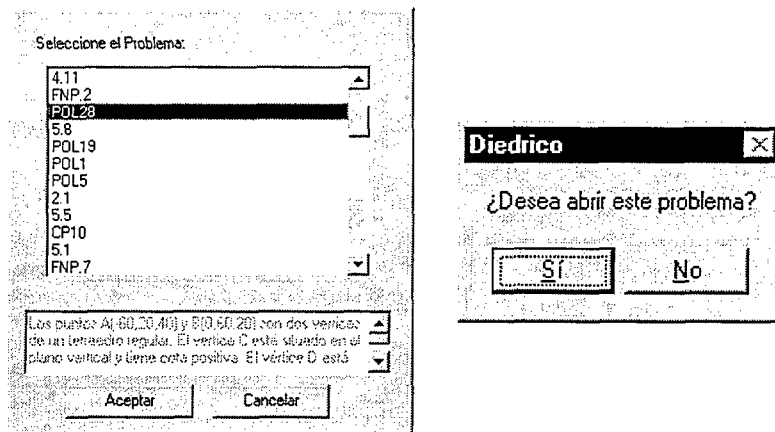 Seleccione el Problema:
4.11
FNP.2
POL28
5.8
POL19
POL1
POL5
2.1
5.5
CP10
5.1
FNP.7
Los puntos A(-60,20,40) y B(0,60,20) son dos vertices
de un tetraedro regular. El vertice C está situado en el
plano vertical y tiene cota positiva. El vértice D está
Aceptar
Cancelar
Diedrico
¿Desea abrir este problema?
Sí
No